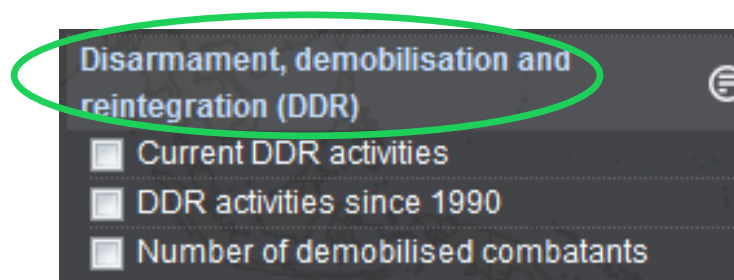 Disarmament, demobilisation and
reintegration (DDR)
Current DDR activities
DDR activities since 1990
Number of demobilised combatants